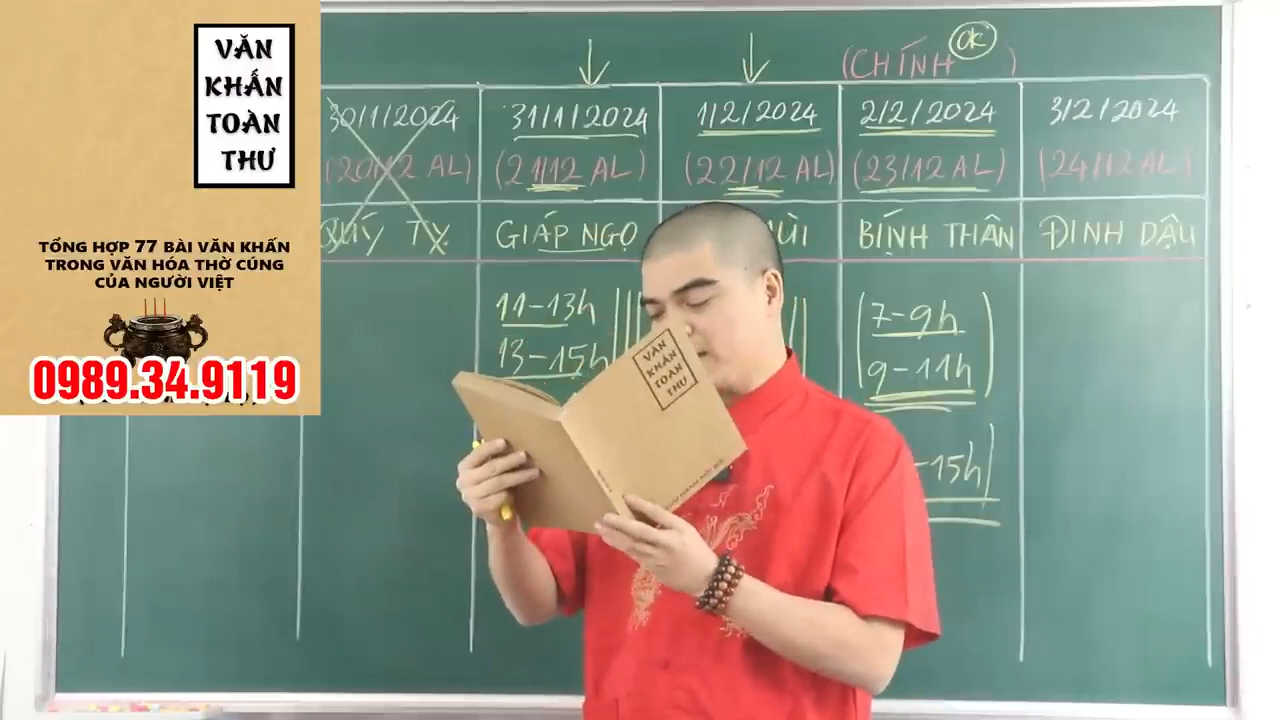 VĂN
KHẤN
TOÀN
THƯ
TỔNG HỢP 77 BÀI VĂN KHẤN
TRONG VĂN HÓA THỜ CÚNG
CỦA NGƯỜI VIỆT
0989.34.9119
(CHÍNH OK )
30/1/2024 31/1/2024 1/2/2024 2/2/2024 3/2/2024
(20/12 AL) (21/12 AL) (22/12 AL) (23/12 AL) (24/12 AL)
QUÝ TỴ GIÁP NGỌ MÙI BÍNH THÂN ĐINH DẬU
11-13h 7-9h
13-15h 9-11h
-15h
VĂN
KHẤN
TOÀN
THƯ